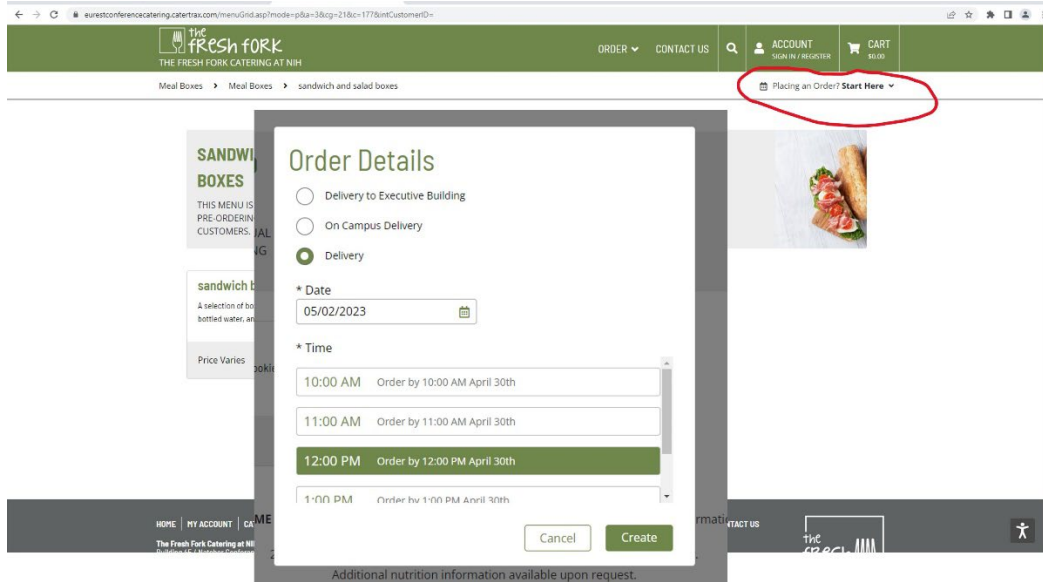 eurestconferencecatering.catertrax.com/menuGrid.asp?mode=p&a=3&cg=21&c=177&intCustomerID=
the
fresh fork
THE FRESH FORK CATERING AT NIH
ORDER
CONTACT US
ACCOUNT
SIGN IN / REGISTER
CART
$0.00
Meal Boxes > Meal Boxes > sandwich and salad boxes
Placing an Order? Start Here
SANDWI
BOXES
THIS MENU IS
PRE-ORDERIN
CUSTOMERS.
sandwich b
A selection of bo
bottled water, an
Price Varies
Order Details
Delivery to Executive Building
On Campus Delivery
Delivery
* Date
05/02/2023
* Time
10:00 AM Order by 10:00 AM April 30th
11:00 AM Order by 11:00 AM April 30th
12:00 PM Order by 12:00 PM April 30th
1:00 PM Order by 1:00 PM April 30th
Cancel
Create
HOME | MY ACCOUNT
The Fresh Fork Catering at NI
TACT US
the
Additional nutrition information available upon request.